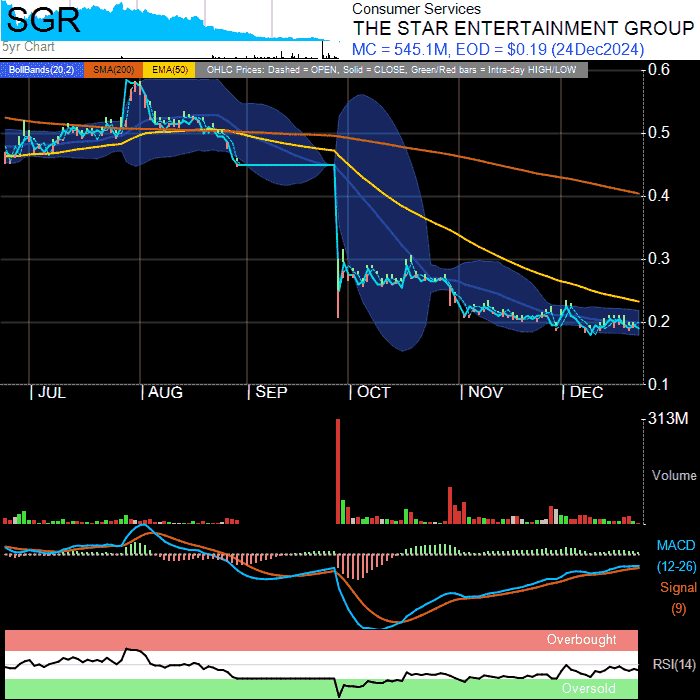 SGR
5yr Chart
Consumer Services
THE STAR ENTERTAINMENT GROUP
MC = 545.1M, EOD = $0.19 (24Dec2024)
BollBands(20,2) SMA(200) EMA(50) OHLC Prices: Dashed = OPEN, Solid = CLOSE, Green/Red bars = Intra-day HIGH/LOW
0.6
0.5
0.4
0.3
0.2
0.1
JUL AUG SEP OCT NOV DEC
313M
Volume
MACD
(12-26)
Signal
(9)
Overbought
RSI(14)
Oversold